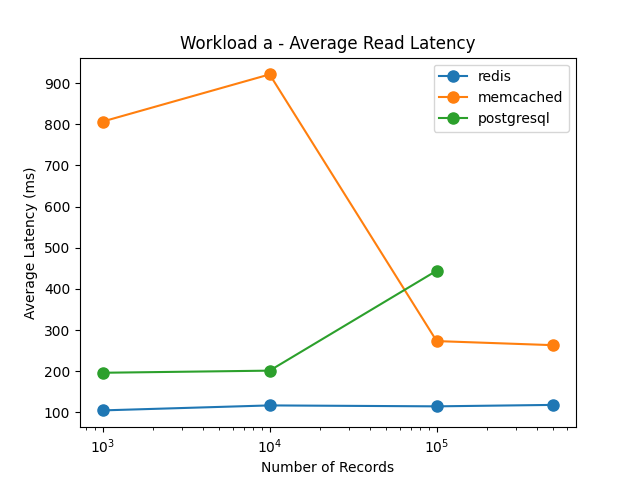 Workload a - Average Read Latency
redis
memcached
postgresql
900
800
700
600
500
400
300
200
100
Average Latency (ms)
10³
10⁴
10⁵
Number of Records